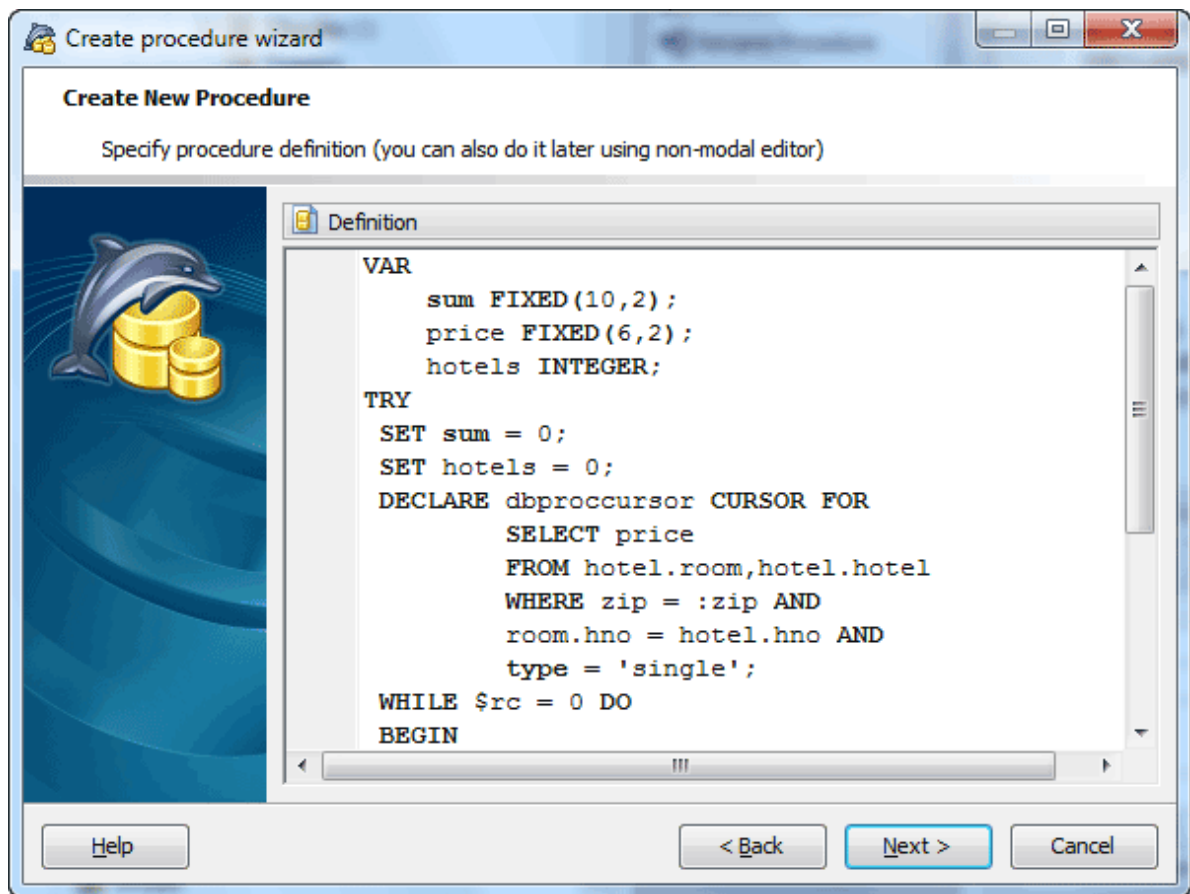 Create procedure wizard
Create New Procedure
Specify procedure definition (you can also do it later using non-modal editor)
Definition
VAR
sum FIXED(10,2);
price FIXED(6,2);
hotels INTEGER;
TRY
SET sum = 0;
SET hotels = 0;
DECLARE dbproccursor CURSOR FOR
SELECT price
FROM hotel.room,hotel.hotel
WHERE zip = :zip AND
room.hno = hotel.hno AND
type = 'single';
WHILE $rc = 0 DO
BEGIN
Help
< Back
Next >
Cancel